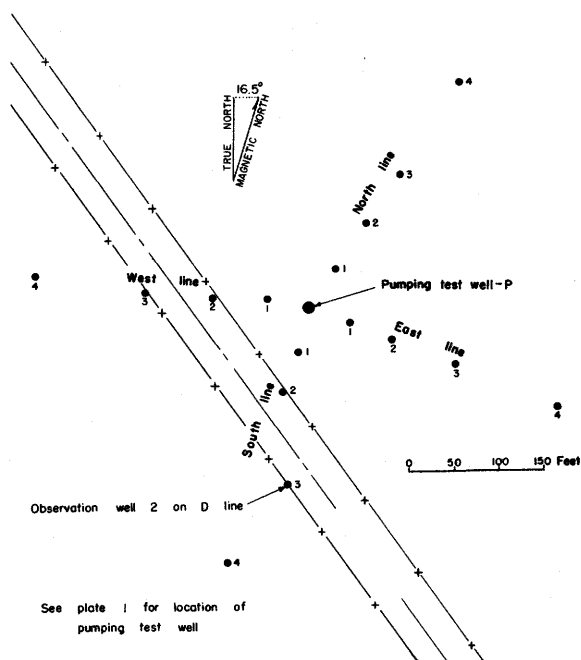 16.5°
TRUE NORTH
MAGNETIC NORTH
4
North line
3
2
1
Pumping test well-P
West line
4
3
2
1
1
2
3
4
East line
1
2
South line
3
0 50 100 150 Feet
Observation well 2 on D line
4
See plate 1 for location of
pumping test well